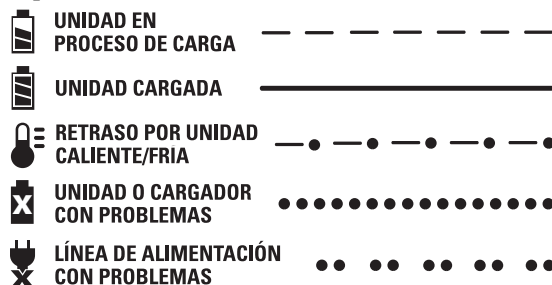 UNIDAD EN
PROCESO DE CARGA
UNIDAD CARGADA
RETRASO POR UNIDAD
CALIENTE/FRÍA
UNIDAD O CARGADOR
CON PROBLEMAS
LÍNEA DE ALIMENTACIÓN
CON PROBLEMAS